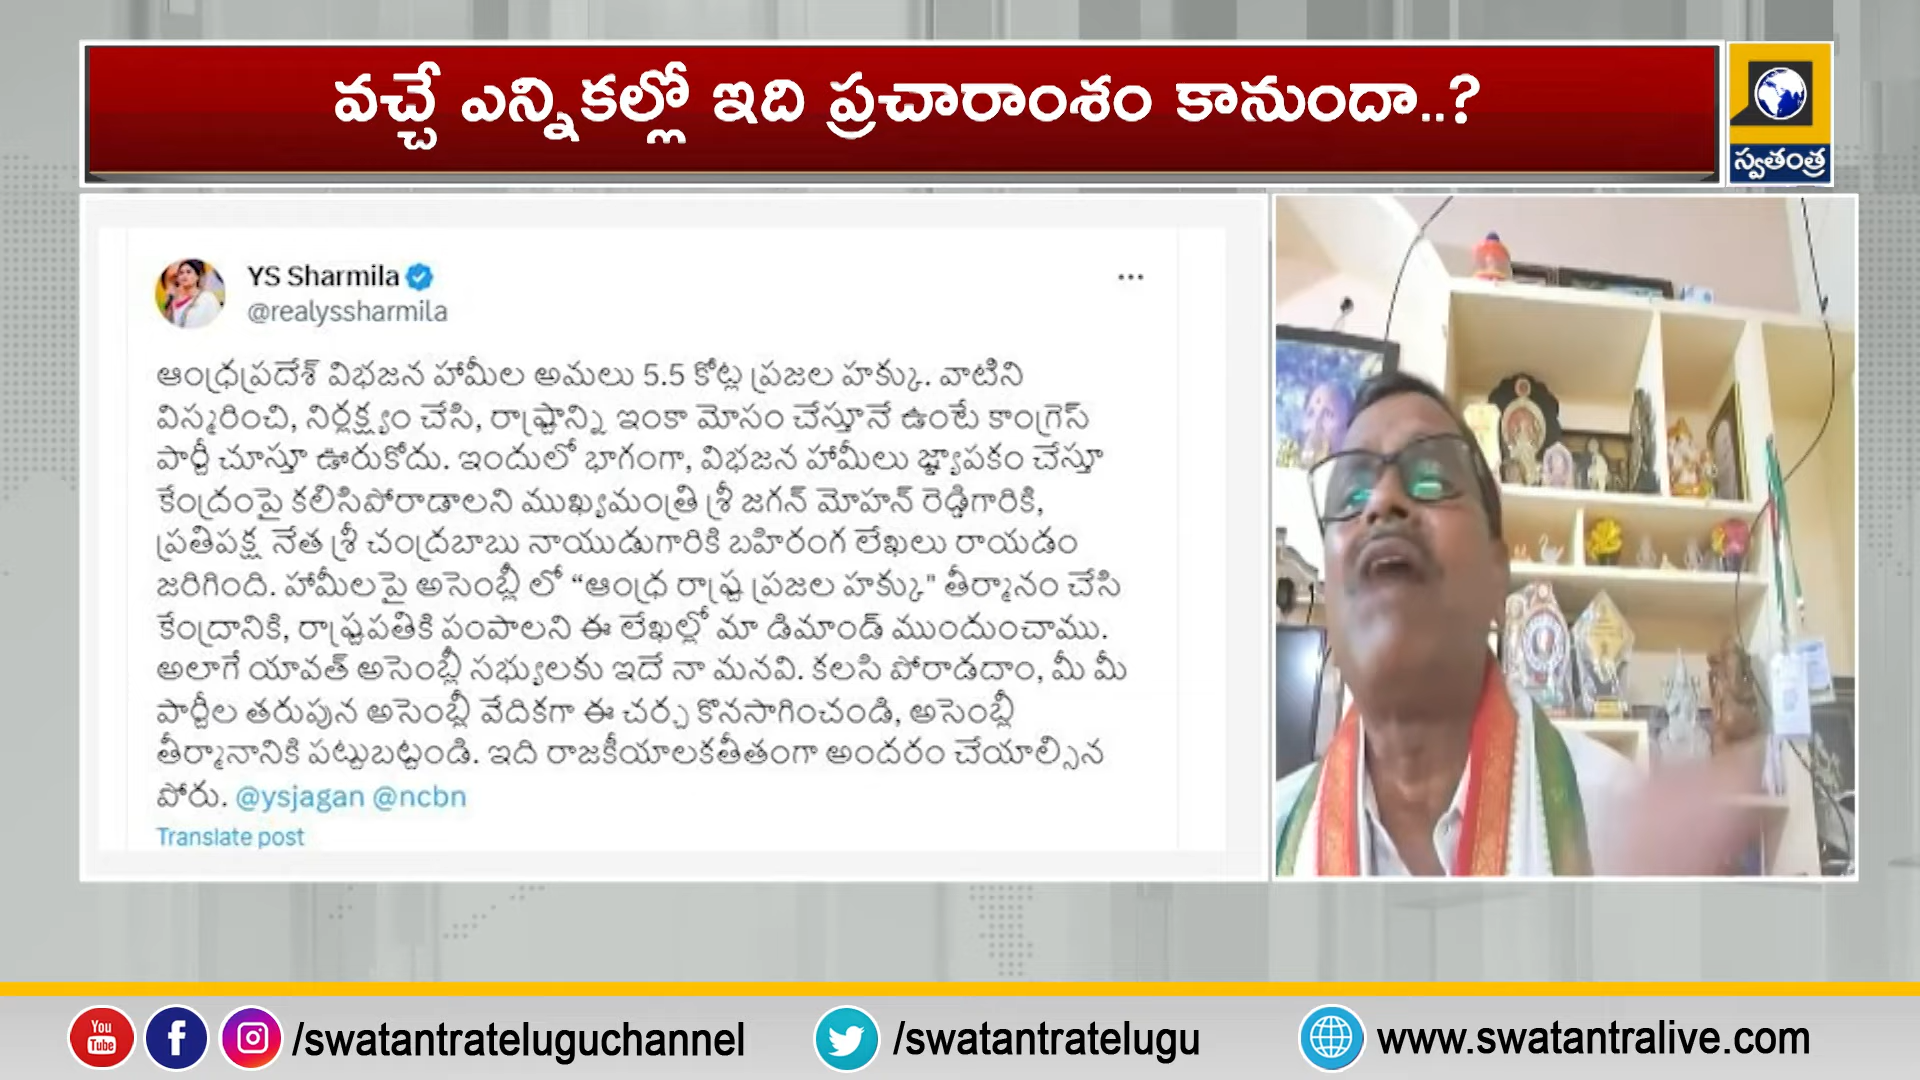 వచ్చే ఎన్నికల్లో ఇది ప్రచారాంశం కానుందా..?
స్వతంత్ర
YS Sharmila
@realyssharmila
ఆంధ్రప్రదేశ్ విభజన హామీల అమలు 5.5 కోట్ల ప్రజల హక్కు. వాటిని
విస్మరించి, నిర్లక్ష్యం చేసి, రాష్ట్రాన్ని ఇంకా మోసం చేస్తూనే ఉంటే కాంగ్రెస్
పార్టీ చూస్తూ ఊరుకోదు. ఇందులో భాగంగా, విభజన హామీలు జ్ఞాపకం చేస్తూ
కేంద్రంపై కలిసిపోరాడాలని ముఖ్యమంత్రి శ్రీ జగన్ మోహన్ రెడ్డిగారికి,
ప్రతిపక్ష నేత శ్రీ చంద్రబాబు నాయుడుగారికి బహిరంగ లేఖలు రాయడం
జరిగింది. హామీలపై అసెంబ్లీ లో “ఆంధ్ర రాష్ట్ర ప్రజల హక్కు" తీర్మానం చేసి
కేంద్రానికి, రాష్ట్రపతికి పంపాలని ఈ లేఖల్లో మా డిమాండ్ ముందుంచాము.
అలాగే యావత్ అసెంబ్లీ సభ్యులకు ఇదే నా మనవి. కలసి పోరాడదాం, మీ మీ
పార్టీల తరుపున అసెంబ్లీ వేదికగా ఈ చర్చ కొనసాగించండి, అసెంబ్లీ
తీర్మానానికి పట్టుబట్టండి. ఇది రాజకీయాలకతీతంగా అందరం చేయాల్సిన
పోరు. @ysjagan @ncbn
Translate post
You Tube /swatantrateluguchannel /swatantratelugu www.swatantralive.com